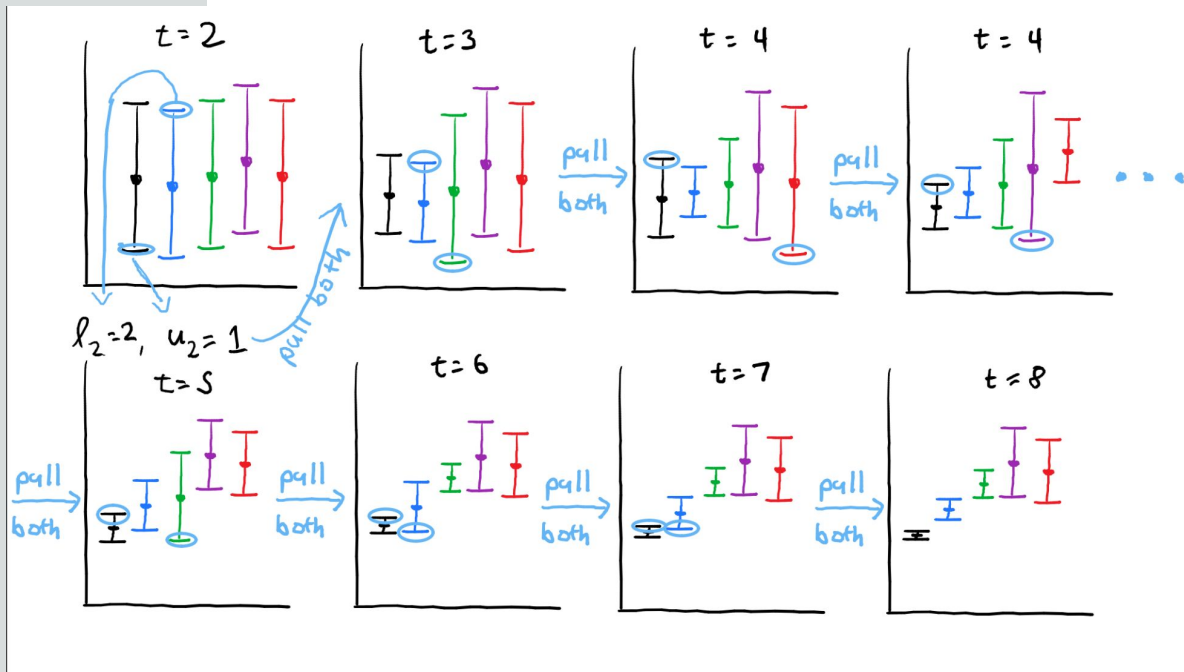 t=2
t=3
t=4
t=4
pull
both
pull
both
l₂=2, u₂=1
pull both
t=5
t=6
t=7
t=8
pull
both
pull
both
pull
both
pull
both